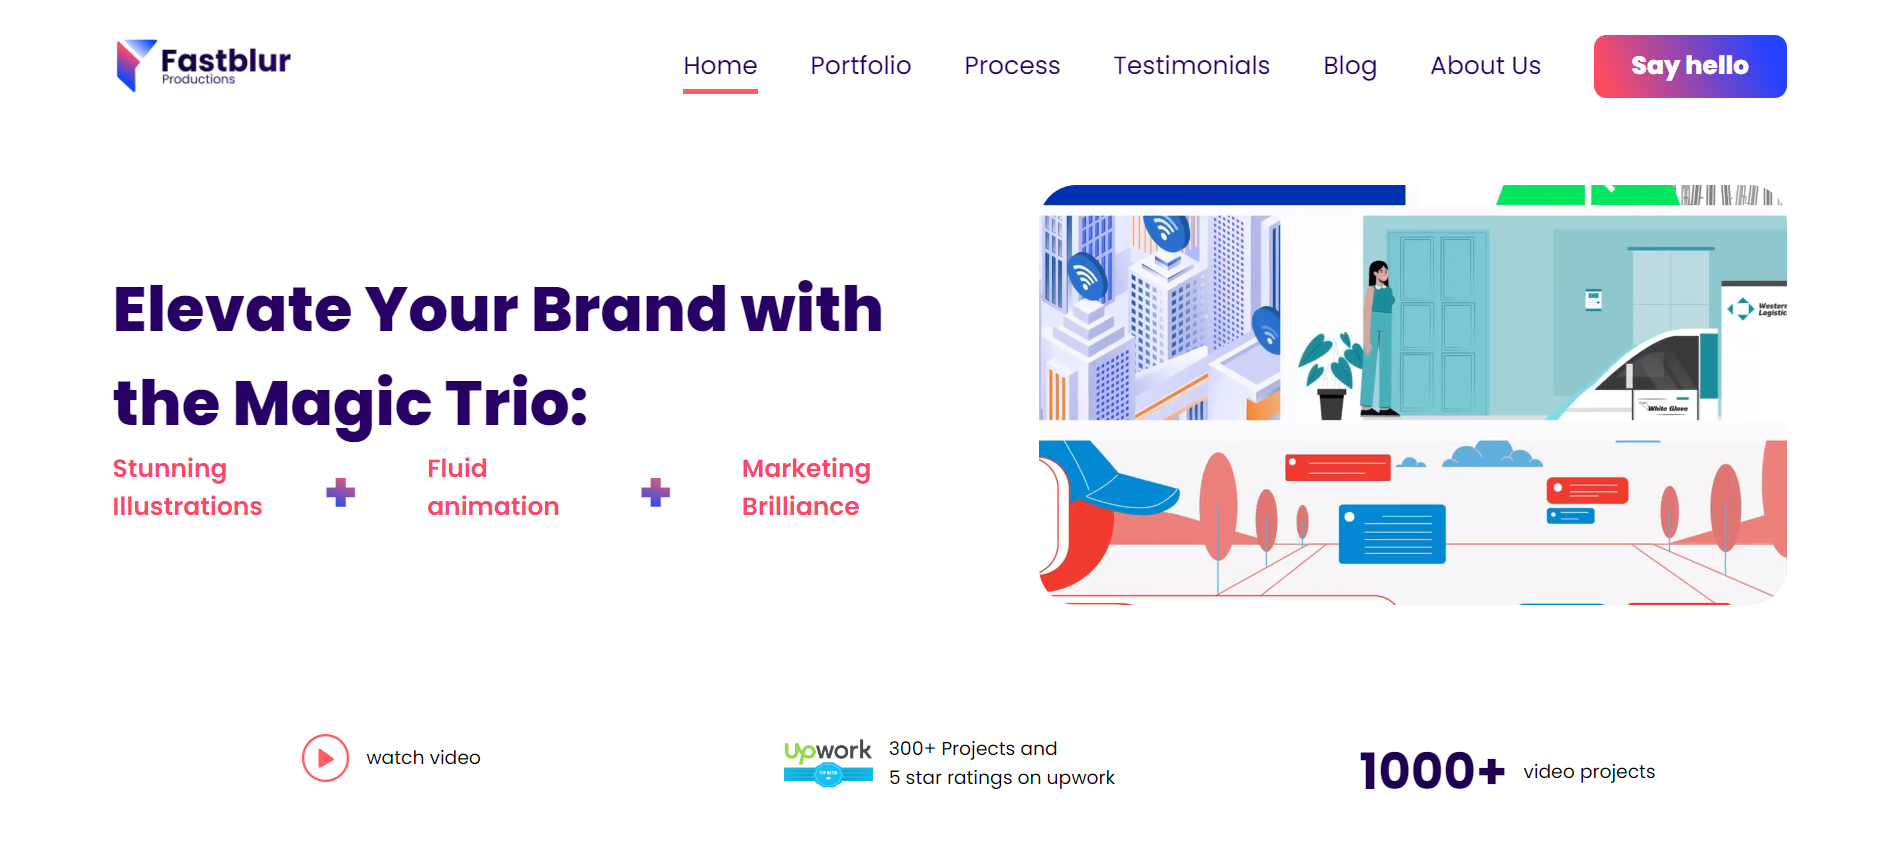 Fastblur
Productions
Home
Portfolio
Process
Testimonials
Blog
About Us
Say hello
Elevate Your Brand with
the Magic Trio:
Stunning
Illustrations
Fluid
animation
Marketing
Brilliance
Western
Logistic
White Glove
watch video
upwork
TOP RATED
300+ Projects and
5 star ratings on upwork
1000+ video projects